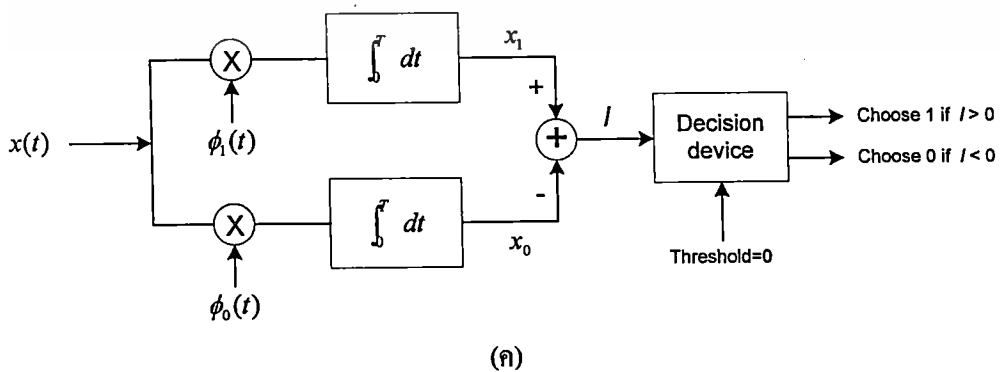 x(t)
X
ϕ₁(t)
∫₀ᵀ dt
x₁
+
X
ϕ₀(t)
∫₀ᵀ dt
x₀
-
+
l
Decision
device
Threshold=0
Choose 1 if l > 0
Choose 0 if l < 0
(ค)